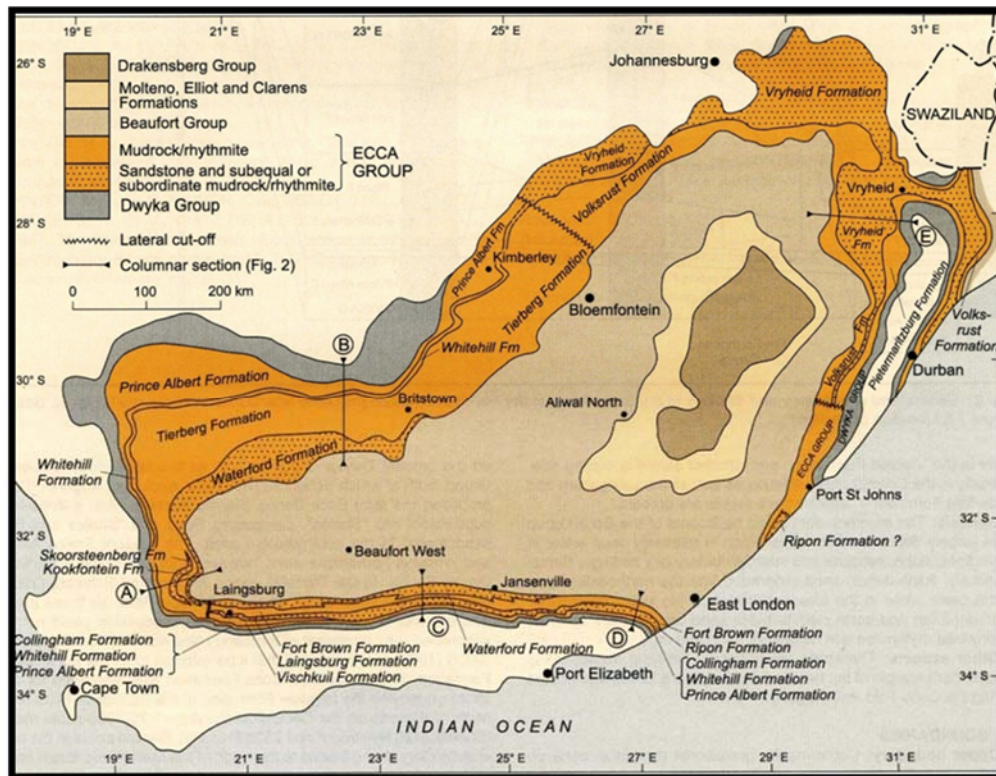 19° E
21° E
23° E
25° E
27° E
29° E
31° E
26° S
28° S
30° S
32° S
34° S
Drakensberg Group
Molteno, Elliot and Clarens
Formations
Beaufort Group
Mudrock/rhythmite
Sandstone and subequal or
subordinate mudrock/rhythmite
ECCA
GROUP
Dwyka Group
Lateral cut-off
Columnar section (Fig. 2)
0 100 200 km
Johannesburg
Vryheid Formation
SWAZILAND
Vryheid
Formation
Volksrust Formation
Vryheid
Vryheid
Fm
E
Prince Albert Fm
Kimberley
Tierberg Formation
Bloemfontein
Whitehill Fm
Pietermaritzburg Formation
Volks-
rust
Formation
Durban
Volksrust Fm
B
Prince Albert Formation
Britstown
Aliwal North
Tierberg Formation
Waterford Formation
ECCA GROUP
DWYKA GROUP
Whitehill
Formation
Port St Johns
32° S
Ripon Formation ?
Skoorsteenberg Fm
Kookfontein Fm
Beaufort West
A
Laingsburg
Jansenville
East London
C
D
Collingham Formation
Whitehill Formation
Prince Albert Formation
Fort Brown Formation
Laingsburg Formation
Vischkuil Formation
Waterford Formation
Port Elizabeth
Fort Brown Formation
Ripon Formation
Collingham Formation
Whitehill Formation
Prince Albert Formation
34° S
Cape Town
INDIAN OCEAN
19° E
21° E
23° E
25° E
27° E
29° E
31° E